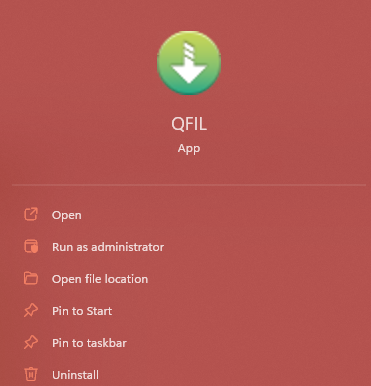 QFIL
App
Open
Run as administrator
Open file location
Pin to Start
Pin to taskbar
Uninstall